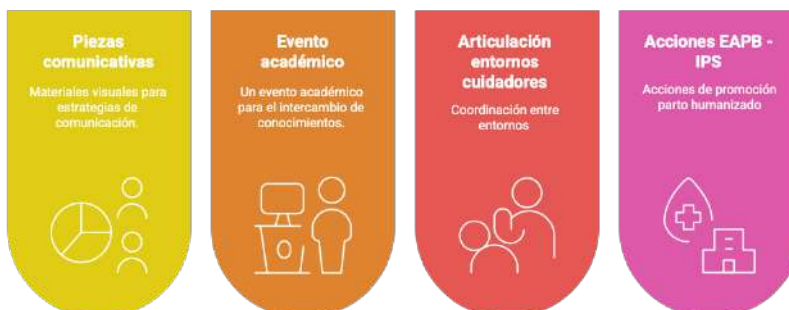 Piezas
comunicativas
Materiales visuales para
estrategias de
comunicación.
Evento
académico
Un evento académico
para el intercambio de
conocimientos.
Articulación
entornos
cuidadores
Coordinación entre
entornos
Acciones EAPB -
IPS
Acciones de promoción
parto humanizado